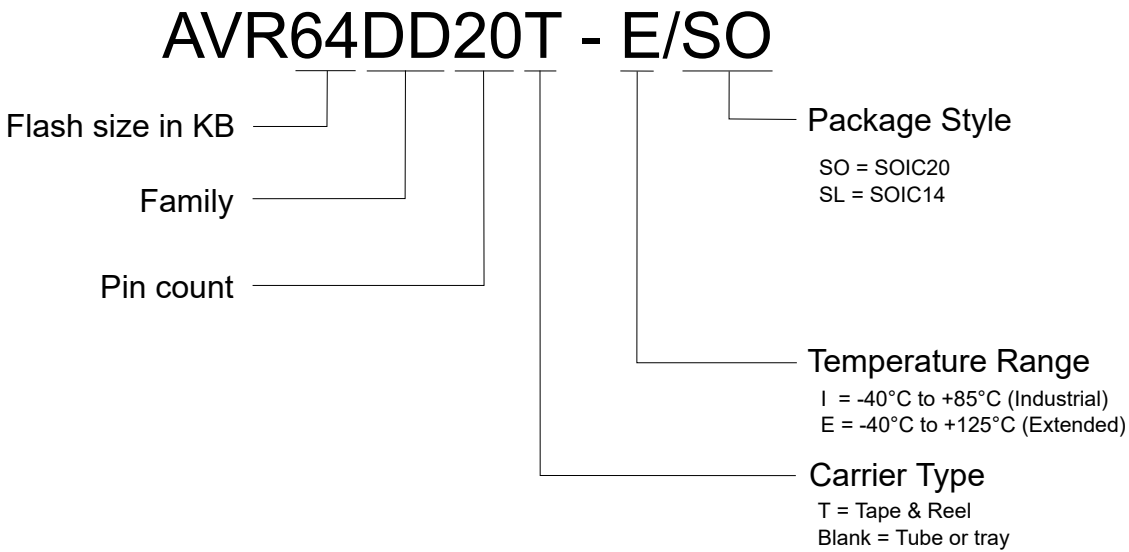 AVR64DD20T - E/SO
Flash size in KB
Family
Pin count
Package Style
SO = SOIC20
SL = SOIC14
Temperature Range
I = -40°C to +85°C (Industrial)
E = -40°C to +125°C (Extended)
Carrier Type
T = Tape & Reel
Blank = Tube or tray